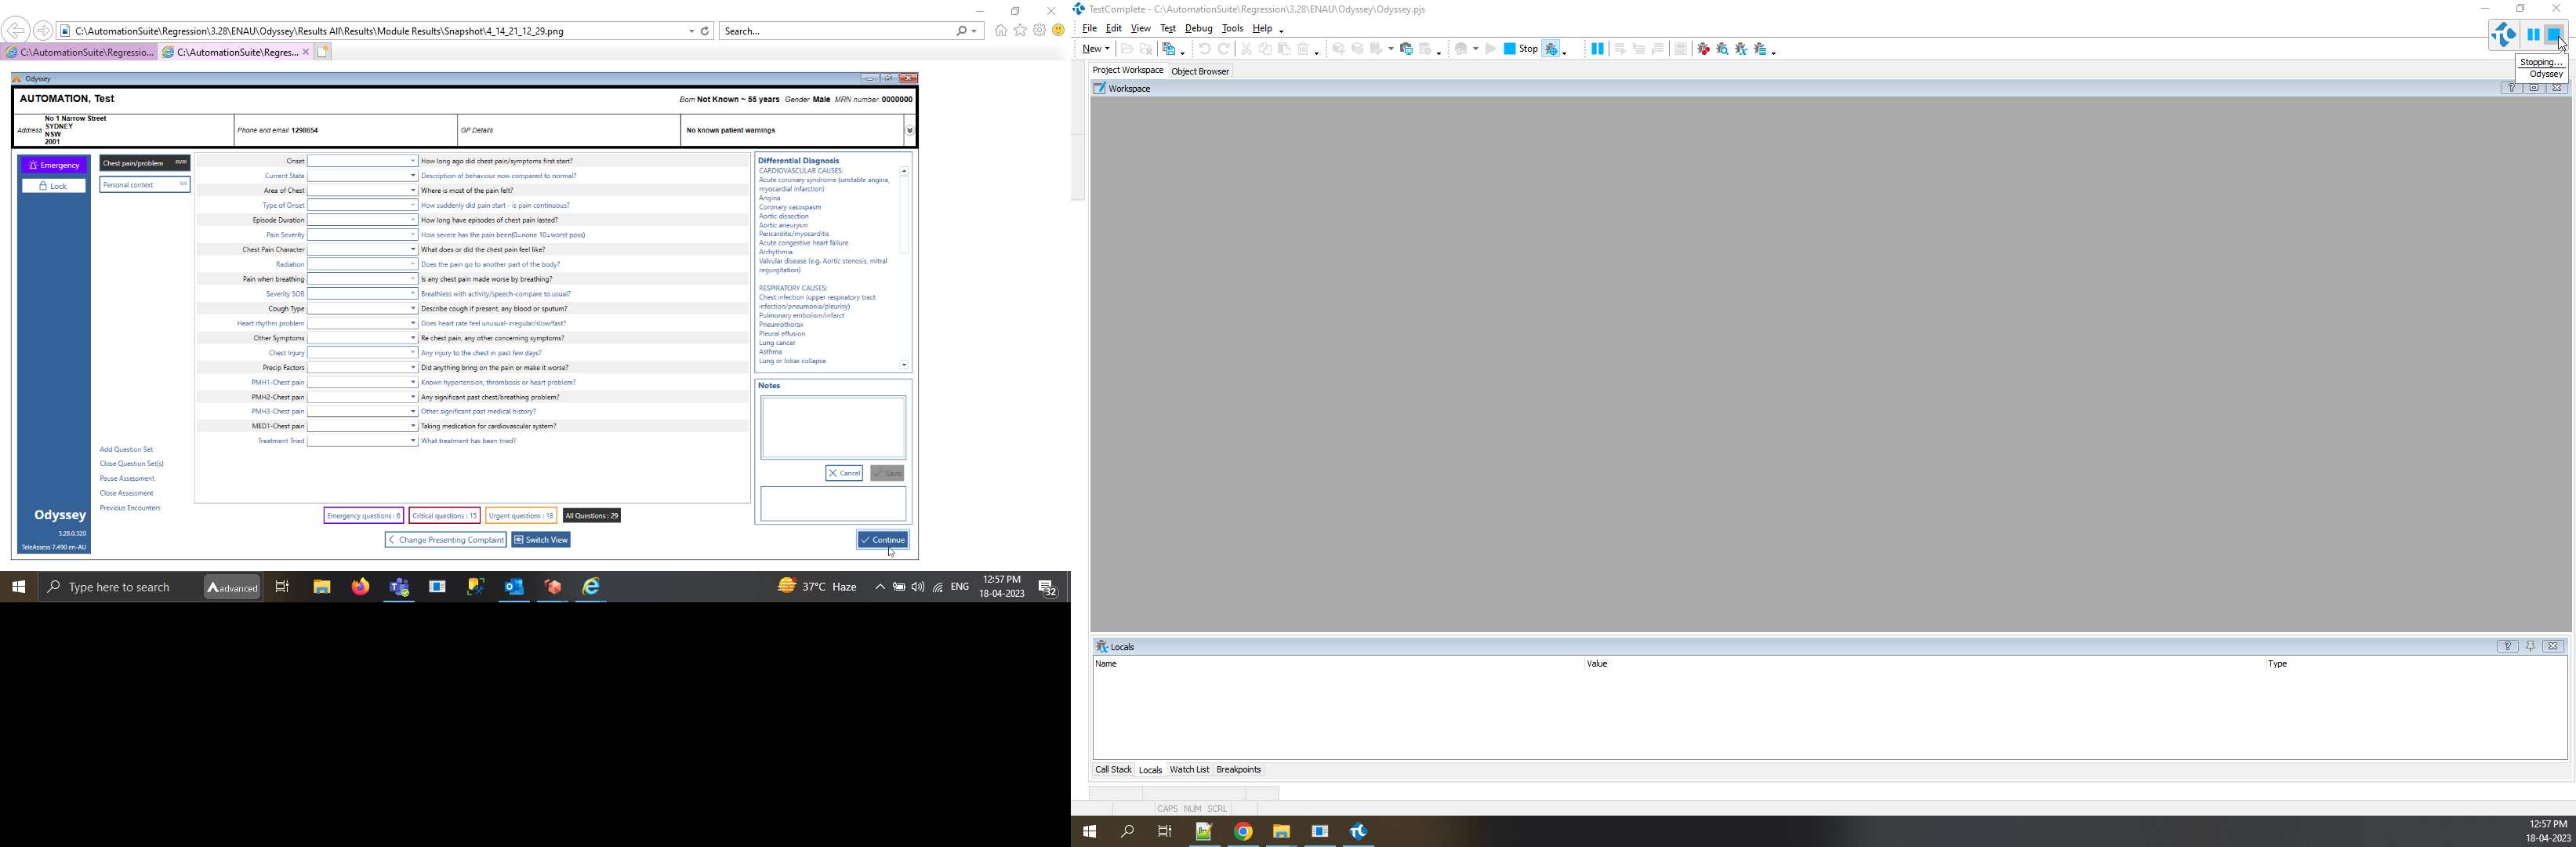 C:\AutomationSuite\Regression\3.28\ENAU\Odyssey\Results All\Results\Module Results\Snapshot\4_14_21_12_29.png
Search...
C:\AutomationSuite\Regressio...
C:\AutomationSuite\Regres...
Odyssey
AUTOMATION, Test
Born Not Known ~ 55 years Gender Male MRN number 0000000
Address
No 1 Narrow Street
SYDNEY
NSW
2001
Phone and email 1298654
GP Details
No known patient warnings
Emergency
Lock
Chest pain/problem
Personal context
Onset How long ago did chest pain/symptoms first start?
Current State Description of behaviour now compared to normal?
Area of Chest Where is most of the pain felt?
Type of Onset How suddenly did pain start - is pain continuous?
Episode Duration How long have episodes of chest pain lasted?
Pain Severity How severe has the pain been(0=none 10=worst poss)
Chest Pain Character What does or did the chest pain feel like?
Radiation Does the pain go to another part of the body?
Pain when breathing Is any chest pain made worse by breathing?
Severity SOB Breathless with activity/speech-compare to usual?
Cough Type Describe cough if present, any blood or sputum?
Heart rhythm problem Does heart rate feel unusual-irregular/slow/fast?
Other Symptoms Re chest pain, any other concerning symptoms?
Chest Injury Any injury to the chest in past few days?
Precip Factors Did anything bring on the pain or make it worse?
PMH1-Chest pain Known hypertension, thrombosis or heart problem?
PMH2-Chest pain Any significant past chest/breathing problem?
PMH3-Chest pain Other significant past medical history?
MED1-Chest pain Taking medication for cardiovascular system?
Treatment Tried What treatment has been tried?
Differential Diagnosis
CARDIOVASCULAR CAUSES:
Acute coronary syndrome (unstable angina,
myocardial infarction)
Angina
Coronary vasospasm
Aortic dissection
Aortic aneurysm
Pericarditis/myocarditis
Acute congestive heart failure
Arrhythmia
Valvular disease (e.g. Aortic stenosis, mitral
regurgitation)
RESPIRATORY CAUSES:
Chest infection (upper respiratory tract
infection/pneumonia/pleurisy)
Pulmonary embolism/infarct
Pneumothorax
Pleural effusion
Lung cancer
Asthma
Lung or lobar collapse
Notes
Cancel
Save
Add Question Set
Close Question Set(s)
Pause Assessment
Close Assessment
Previous Encounters
Odyssey
3.28.0.320
TeleAssess 7.490 en-AU
Emergency questions : 6
Critical questions : 15
Urgent questions : 18
All Questions : 29
Change Presenting Complaint
Switch View
Continue
Type here to search
advanced
37°C Haze
ENG
12:57 PM
18-04-2023
32
TestComplete - C:\AutomationSuite\Regression\3.28\ENAU\Odyssey\Odyssey.pjs
File Edit View Test Debug Tools Help
New
Stop
Stopping...
Odyssey
Project Workspace
Object Browser
Workspace
Locals
Name Value Type
Call Stack Locals Watch List Breakpoints
CAPS NUM SCRL
12:57 PM
18-04-2023